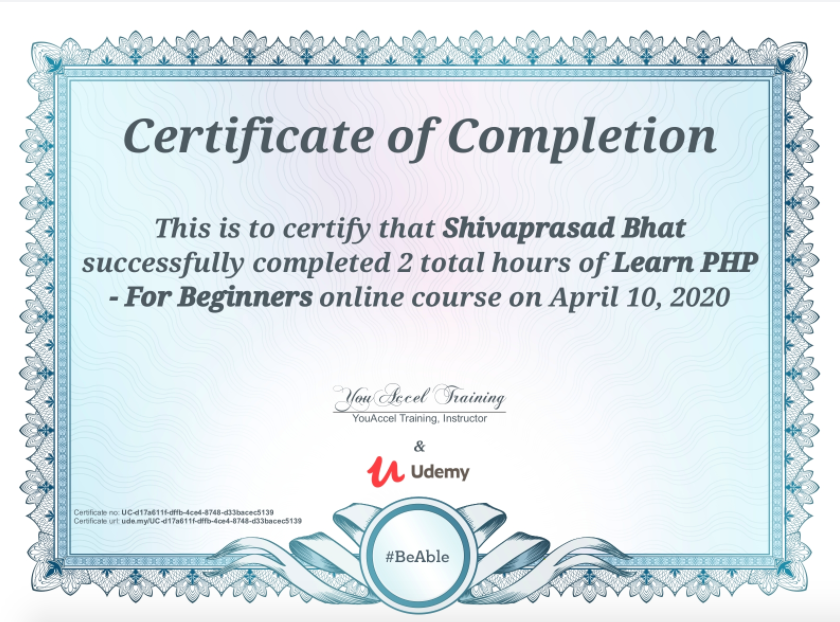 Certificate of Completion
This is to certify that Shivaprasad Bhat
successfully completed 2 total hours of Learn PHP
- For Beginners online course on April 10, 2020
YouAccel Training
YouAccel Training, Instructor
&
Udemy
Certificate no: UC-d17a611f-dffb-4ce4-8748-d33bacec5139
Certificate url: ude.my/UC-d17a611f-dffb-4ce4-8748-d33bacec5139
#BeAble